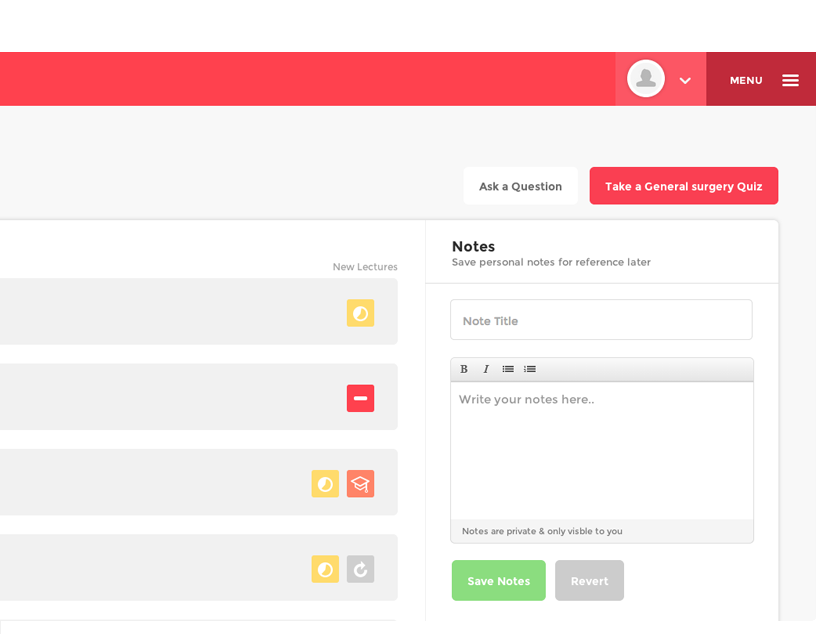 MENU
Ask a Question
Take a General surgery Quiz
New Lectures
Notes
Save personal notes for reference later
Note Title
B I
Write your notes here..
Notes are private & only visble to you
Save Notes
Revert